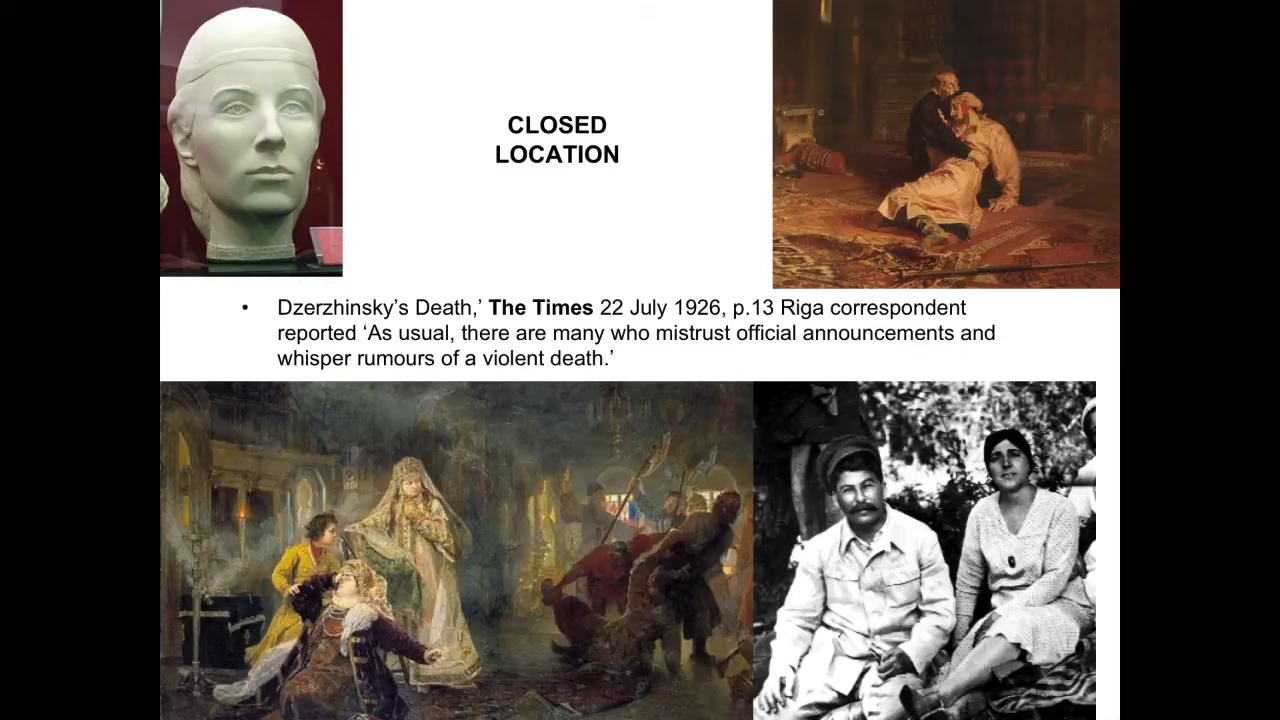 CLOSED
LOCATION
• Dzerzhinsky’s Death,’ The Times 22 July 1926, p.13 Riga correspondent
reported ‘As usual, there are many who mistrust official announcements and
whisper rumours of a violent death.’